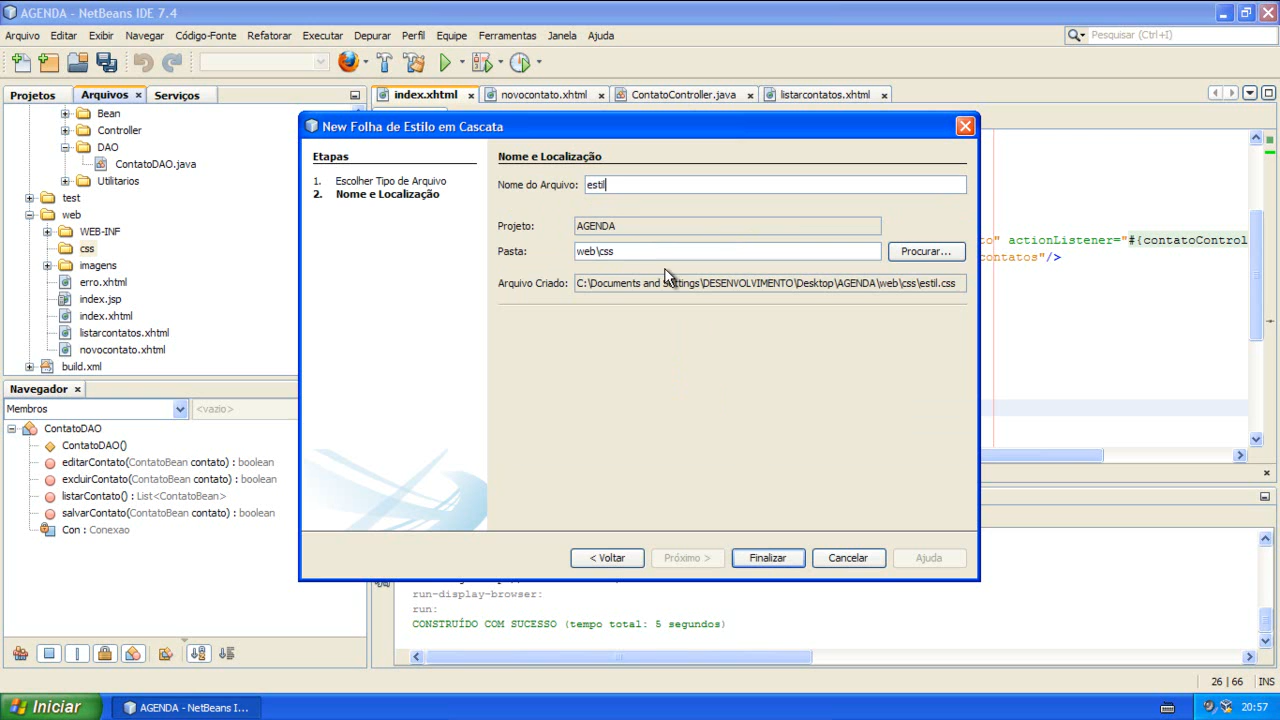 AGENDA - NetBeans IDE 7.4
Arquivo Editar Exibir Navegar Código-Fonte Refatorar Executar Depurar Perfil Equipe Ferramentas Janela Ajuda
Pesquisar (Ctrl+I)
Projetos Arquivos Serviços
index.xhtml novocontato.xhtml ContatoController.java listarcontatos.xhtml
Bean
Controller
DAO
ContatoDAO.java
Utilitarios
test
web
WEB-INF
css
imagens
erro.xhtml
index.jsp
index.xhtml
listarcontatos.xhtml
novocontato.xhtml
build.xml
Navegador
Membros <vazio>
ContatoDAO
ContatoDAO()
editarContato(ContatoBean contato) : boolean
excluirContato(ContatoBean contato) : boolean
listarContato() : List<ContatoBean>
salvarContato(ContatoBean contato) : boolean
Con : Conexao
New Folha de Estilo em Cascata
Etapas
1. Escolher Tipo de Arquivo
2. Nome e Localização
Nome e Localização
Nome do Arquivo: estil
Projeto: AGENDA
Pasta: web\css Procurar...
Arquivo Criado: C:\Documents and Settings\DESENVOLVIMENTO\Desktop\AGENDA\web\css\estil.css
< Voltar Próximo > Finalizar Cancelar Ajuda
to" actionListener="#{contatoControl
contatos"/>
run-display-browser:
run:
CONSTRUÍDO COM SUCESSO (tempo total: 5 segundos)
26 | 66 INS
Iniciar AGENDA - NetBeans I... 20:57